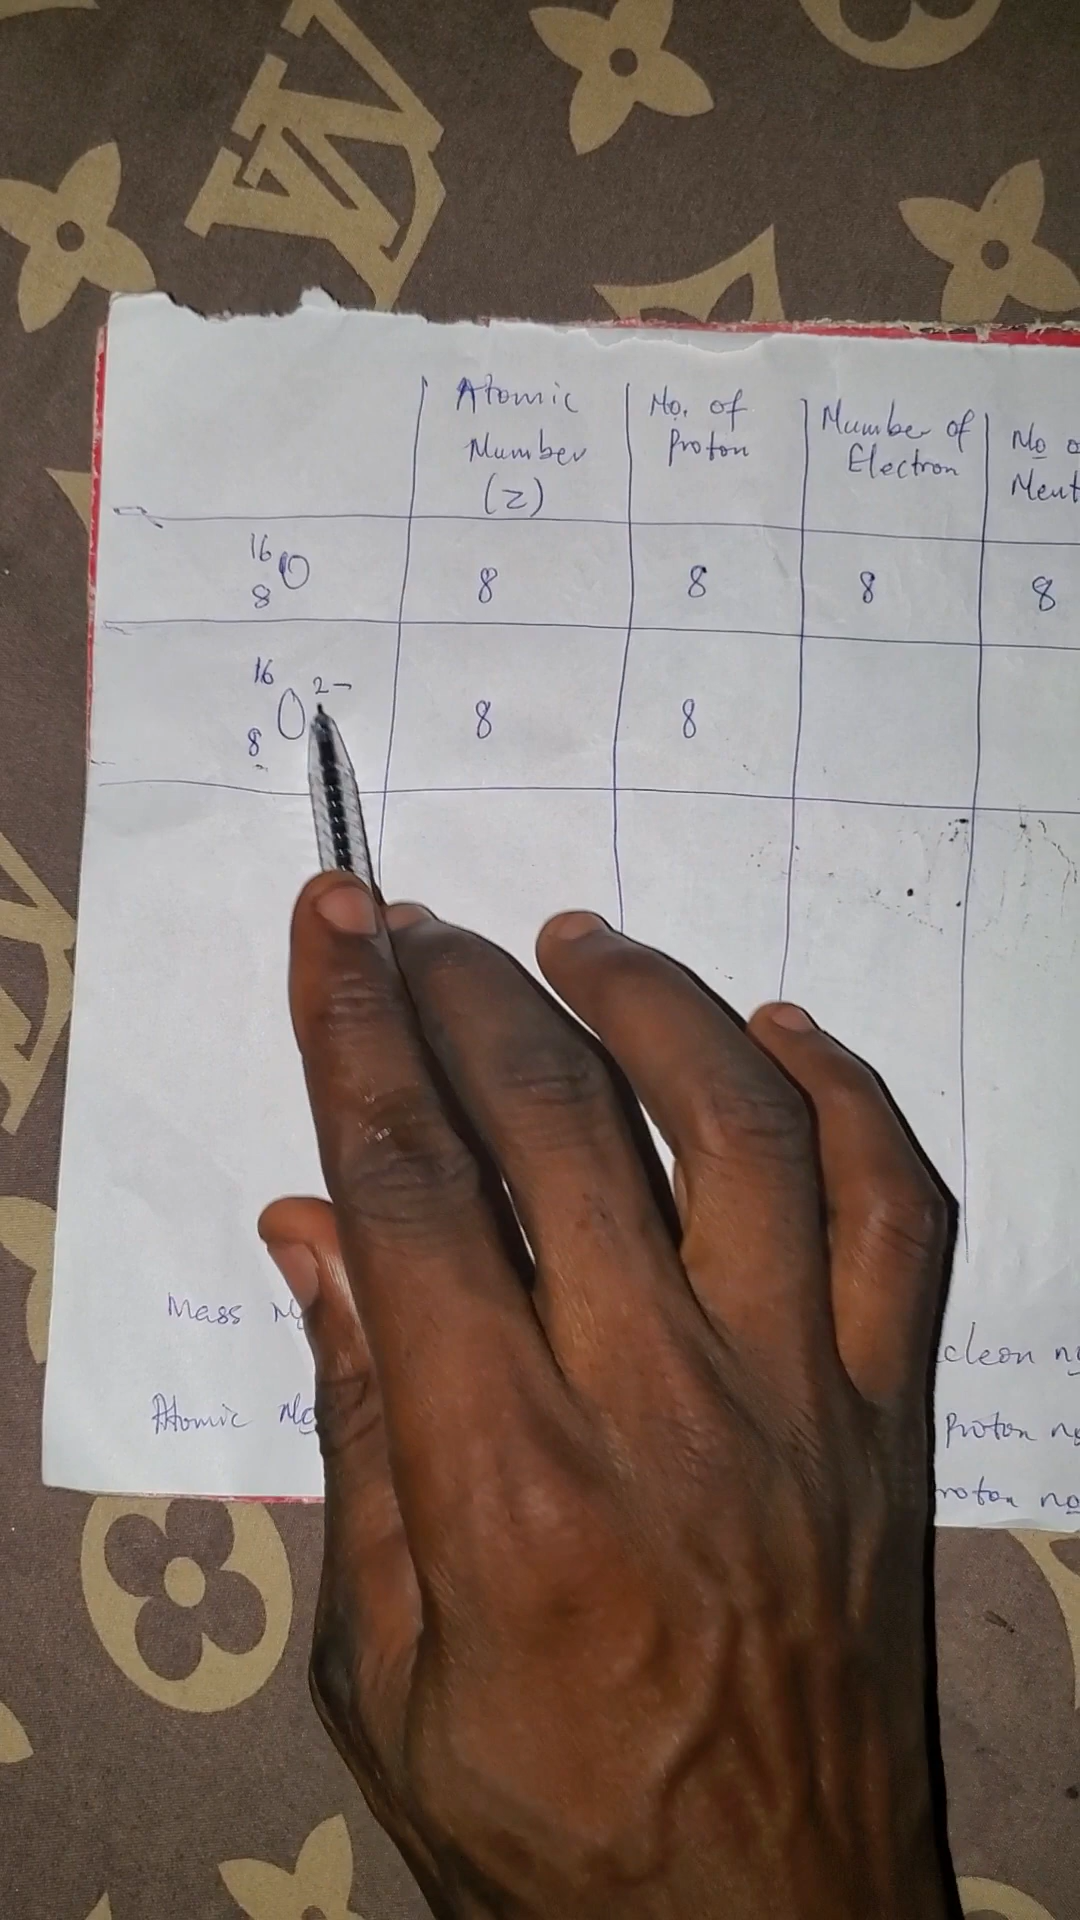 Atomic Number (Z)
No. of Proton
Number of Electron
No
16
8 O
8
8
8
8
16
8 O 2-
8
8
Mass
cleon
Atomic
Proton no
roton no